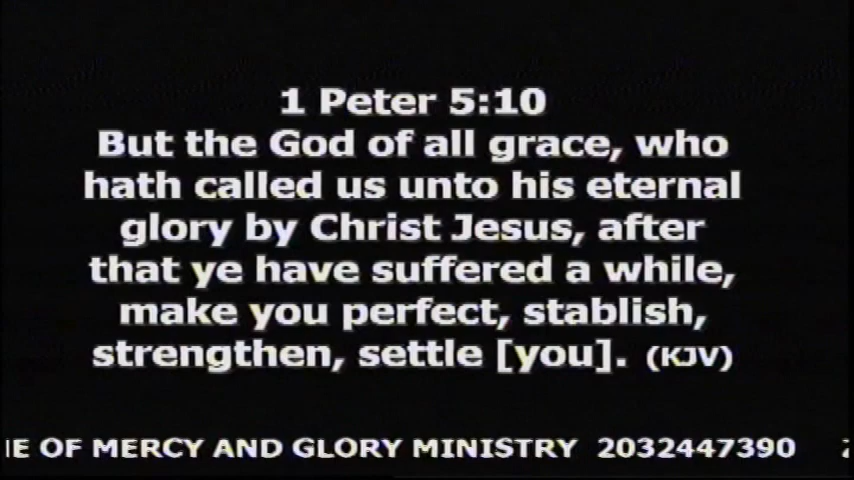 1 Peter 5:10
But the God of all grace, who
hath called us unto his eternal
glory by Christ Jesus, after
that ye have suffered a while,
make you perfect, stablish,
strengthen, settle [you]. (KJV)
OF MERCY AND GLORY MINISTRY 2032447390